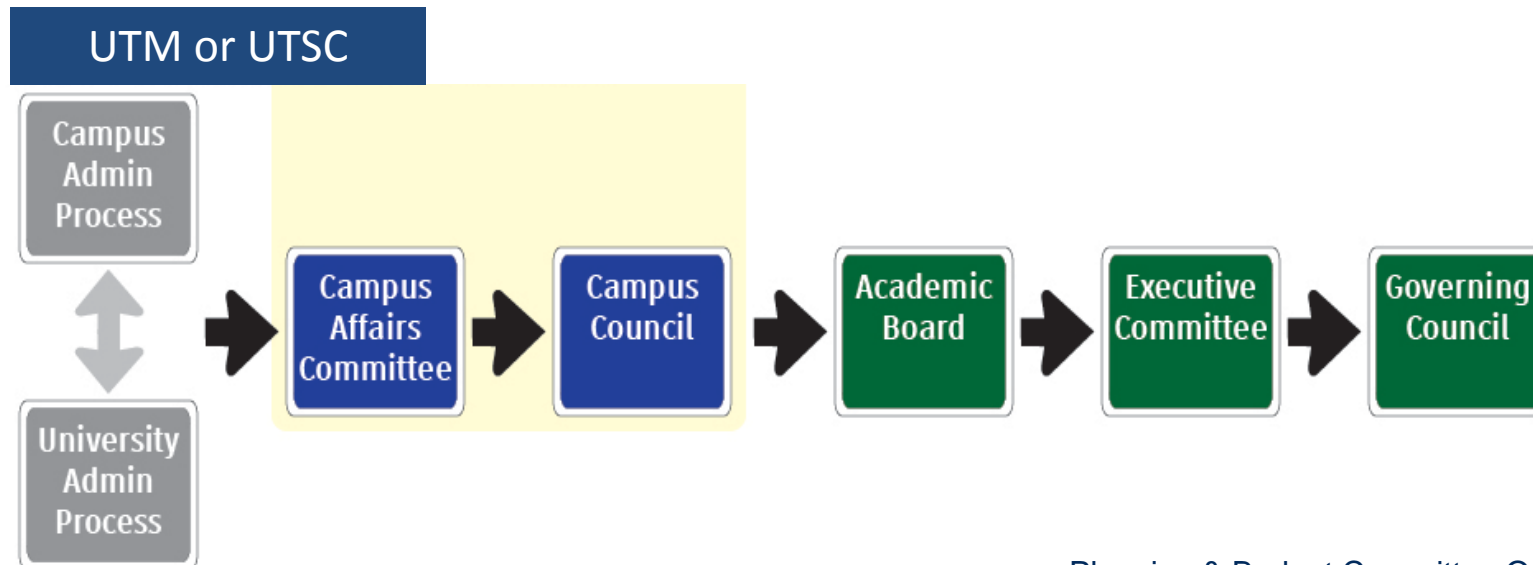 UTM or UTSC
Campus
Admin
Process
University
Admin
Process
Campus
Affairs
Committee
Campus
Council
Academic
Board
Executive
Committee
Governing
Council